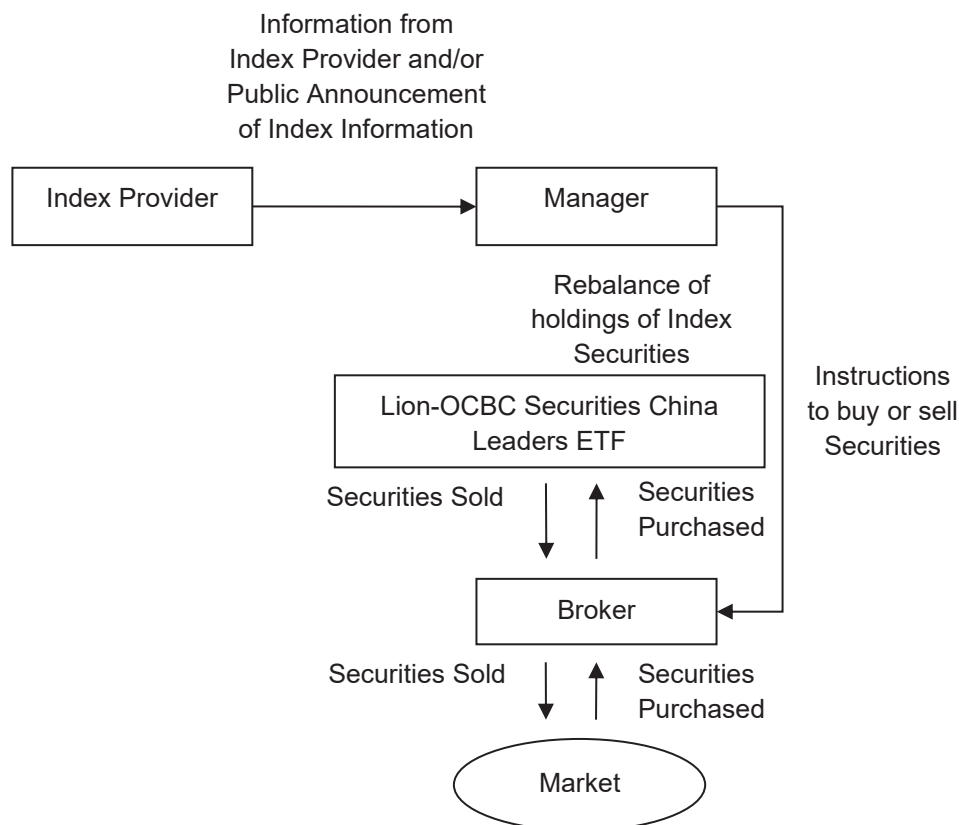 Information from
Index Provider and/or
Public Announcement
of Index Information
Index Provider
Manager
Rebalance of
holdings of Index
Securities
Instructions
to buy or sell
Securities
Lion-OCBC Securities China
Leaders ETF
Securities Sold
Securities
Purchased
Broker
Securities Sold
Securities
Purchased
Market